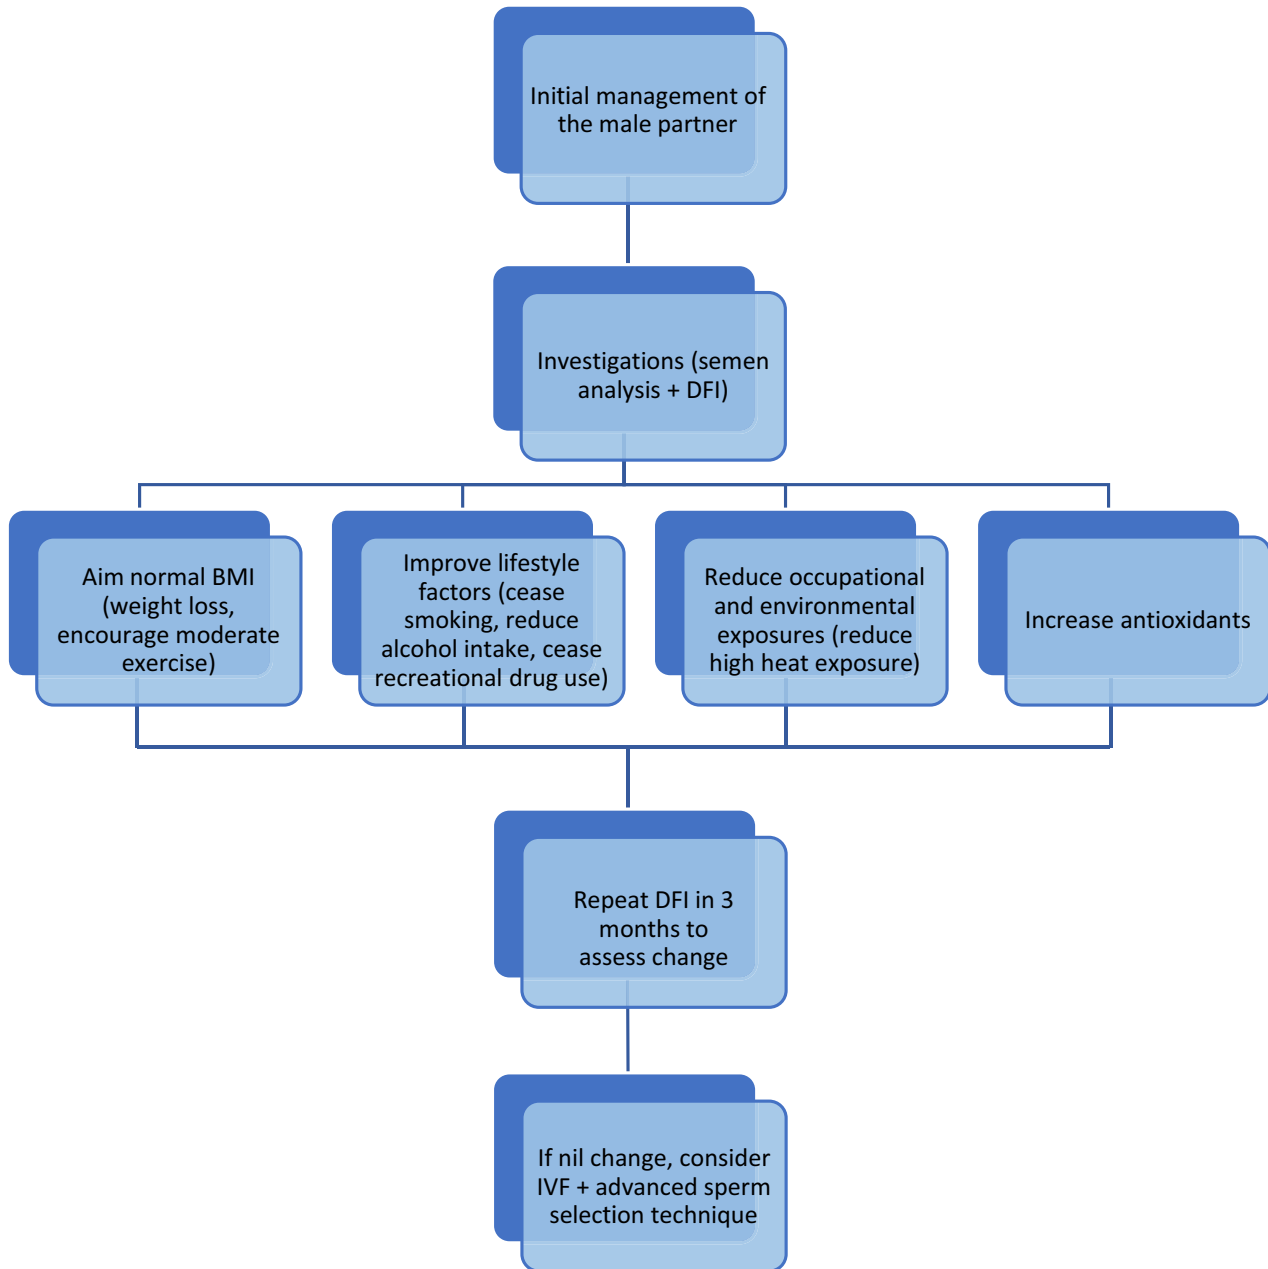 Initial management of
the male partner
Investigations (semen
analysis + DFI)
Aim normal BMI
(weight loss,
encourage moderate
exercise)
Improve lifestyle
factors (cease
smoking, reduce
alcohol intake, cease
recreational drug use)
Reduce occupational
and environmental
exposures (reduce
high heat exposure)
Increase antioxidants
Repeat DFI in 3
months to
assess change
If nil change, consider
IVF + advanced sperm
selection technique